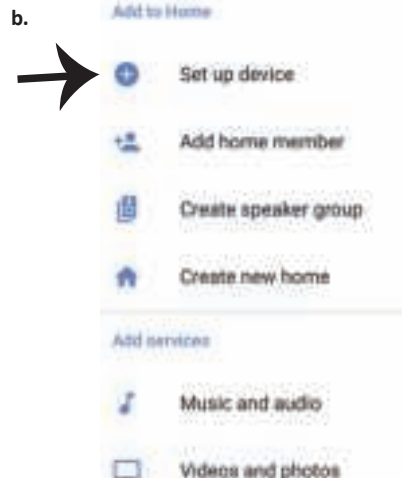 b.
Add to Home
Set up device
Add home member
Create speaker group
Create new home
Add services
Music and audio
Videos and photos